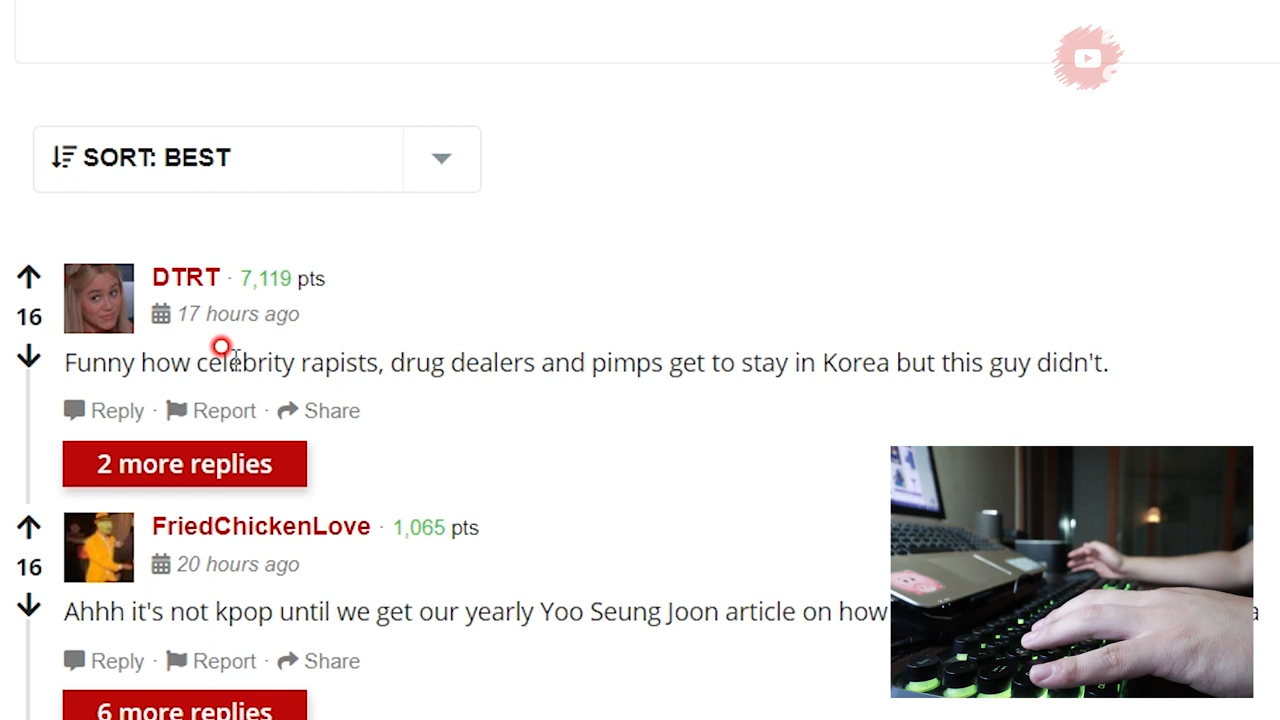 SORT: BEST
DTRT · 7,119 pts
16
17 hours ago
Funny how celebrity rapists, drug dealers and pimps get to stay in Korea but this guy didn't.
Reply · Report · Share
2 more replies
FriedChickenLove · 1,065 pts
16
20 hours ago
Ahhh it's not kpop until we get our yearly Yoo Seung Joon article on how
Reply · Report · Share
6 more replies